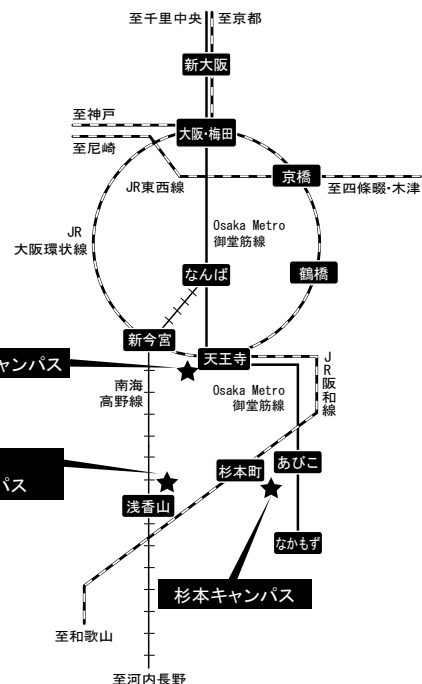 至千里中央
至京都
新大阪
至神戸
大阪・梅田
至尼崎
京橋
JR東西線
至四條畷・木津
JR
大阪環状線
Osaka Metro
御堂筋線
なんば
鶴橋
新今宮
天王寺
ャンパス
南海
高野線
Osaka Metro
御堂筋線
JR阪和線
杉本町
あびこ
パス
浅香山
なかもず
杉本キャンパス
至和歌山
至河内長野